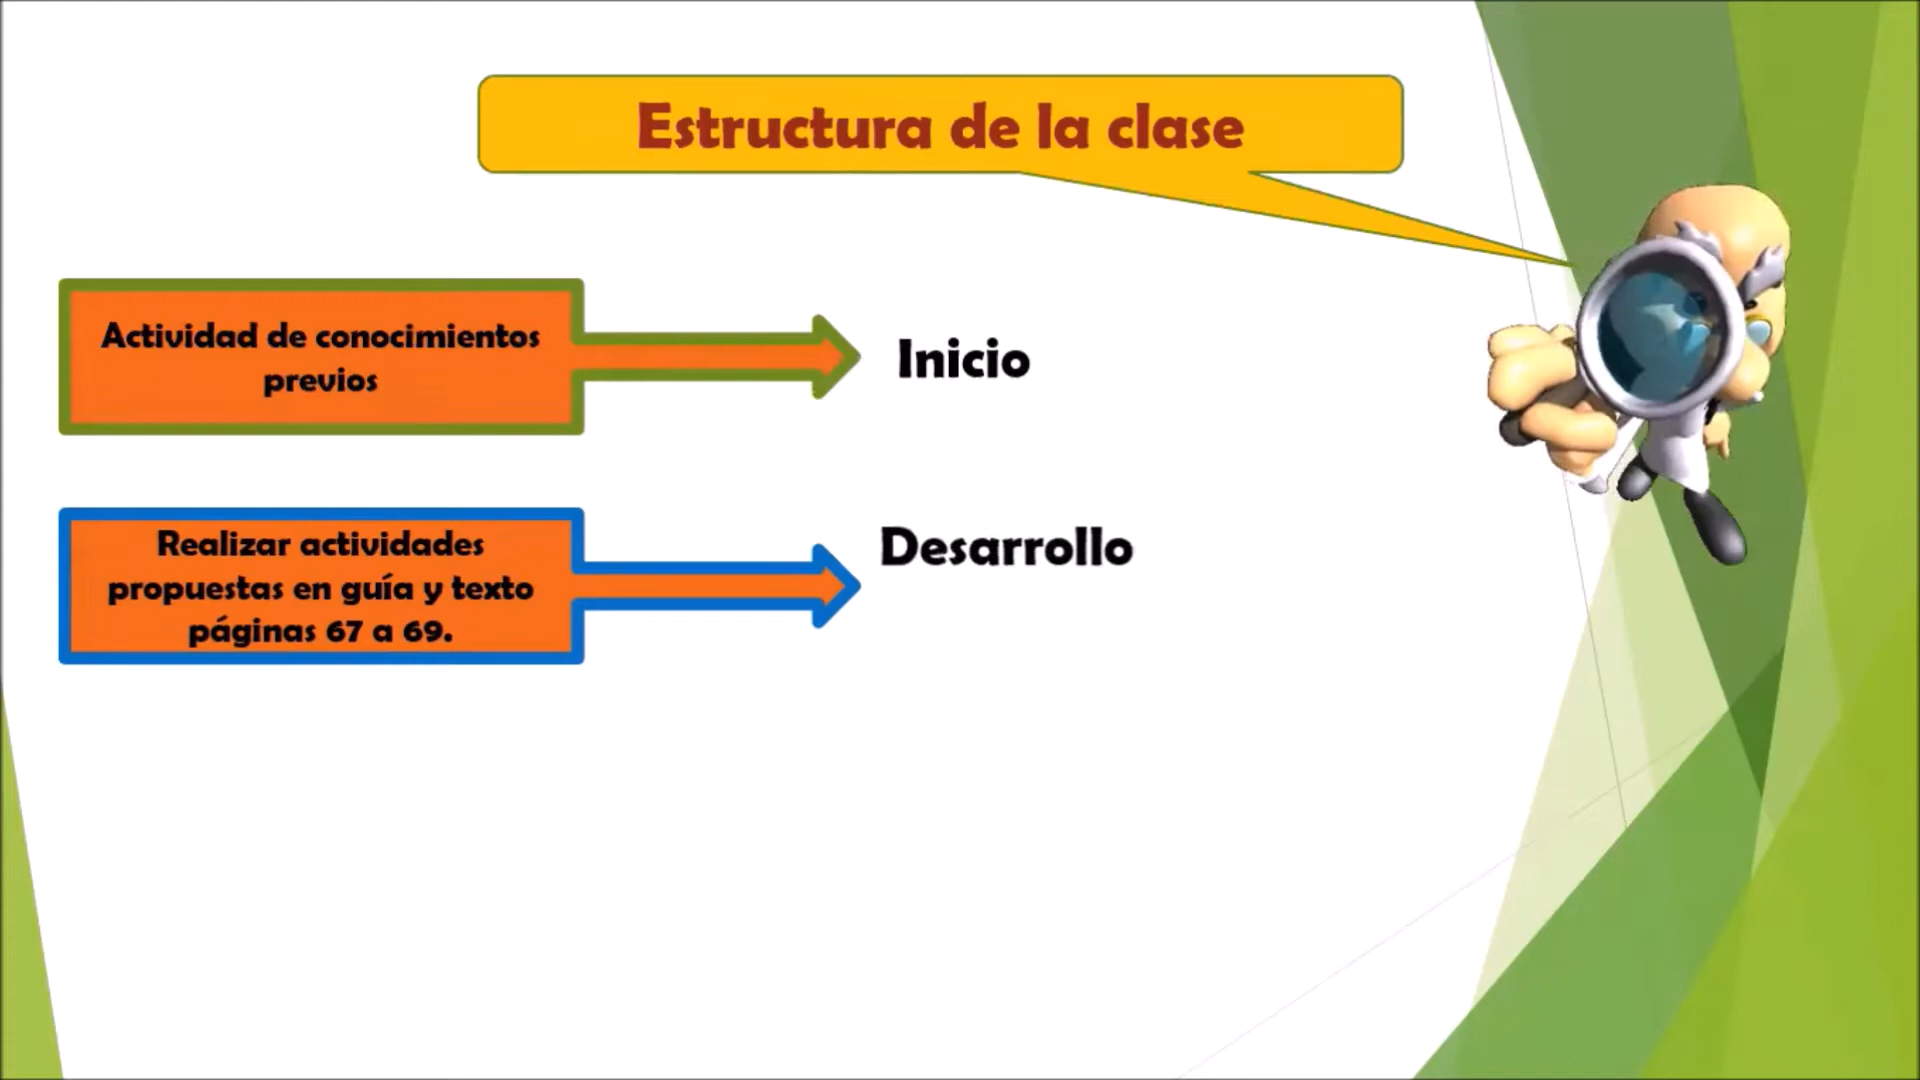 Estructura de la clase
Actividad de conocimientos
previos
Inicio
Realizar actividades
propuestas en guía y texto
páginas 67 a 69.
Desarrollo